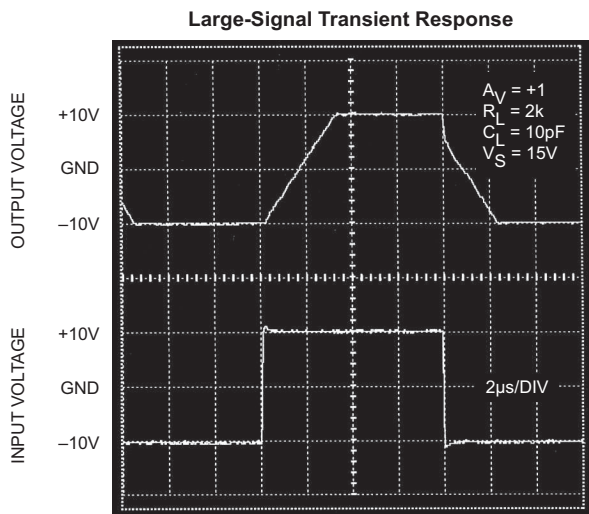 Large-Signal Transient Response
OUTPUT VOLTAGE
+10V
GND
–10V
AV = +1
RL = 2k
CL = 10pF
VS = 15V
INPUT VOLTAGE
+10V
GND
–10V
2µs/DIV